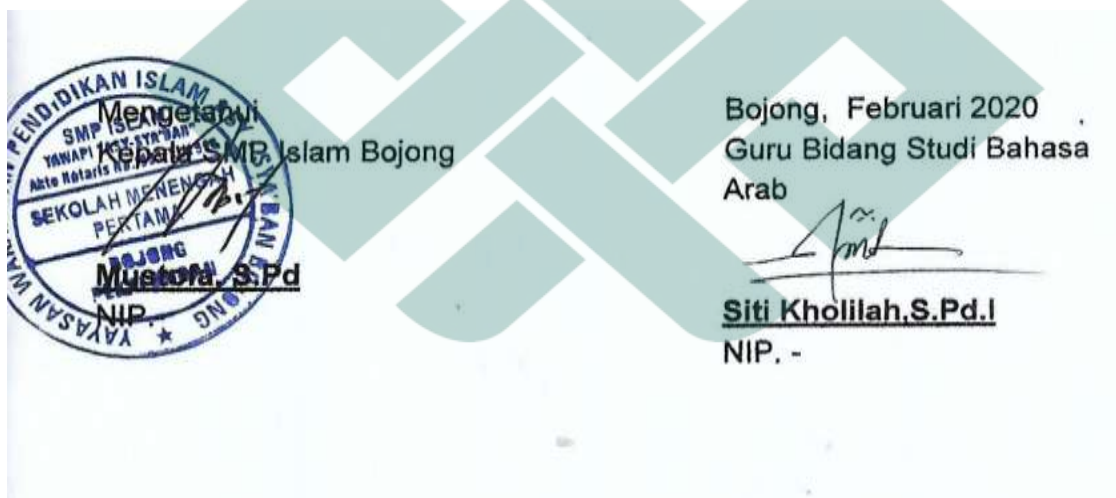 Mengetahui
Kepala SMP Islam Bojong
Mustofa, S.Pd
NIP. -
Bojong, Februari 2020
Guru Bidang Studi Bahasa
Arab
Siti Kholilah,S.Pd.I
NIP. -
PENDIDIKAN ISLAM
SMP ISLAM
SEKOLAH MENENGAH
PERTAMA
BOJONG
YAYASAN